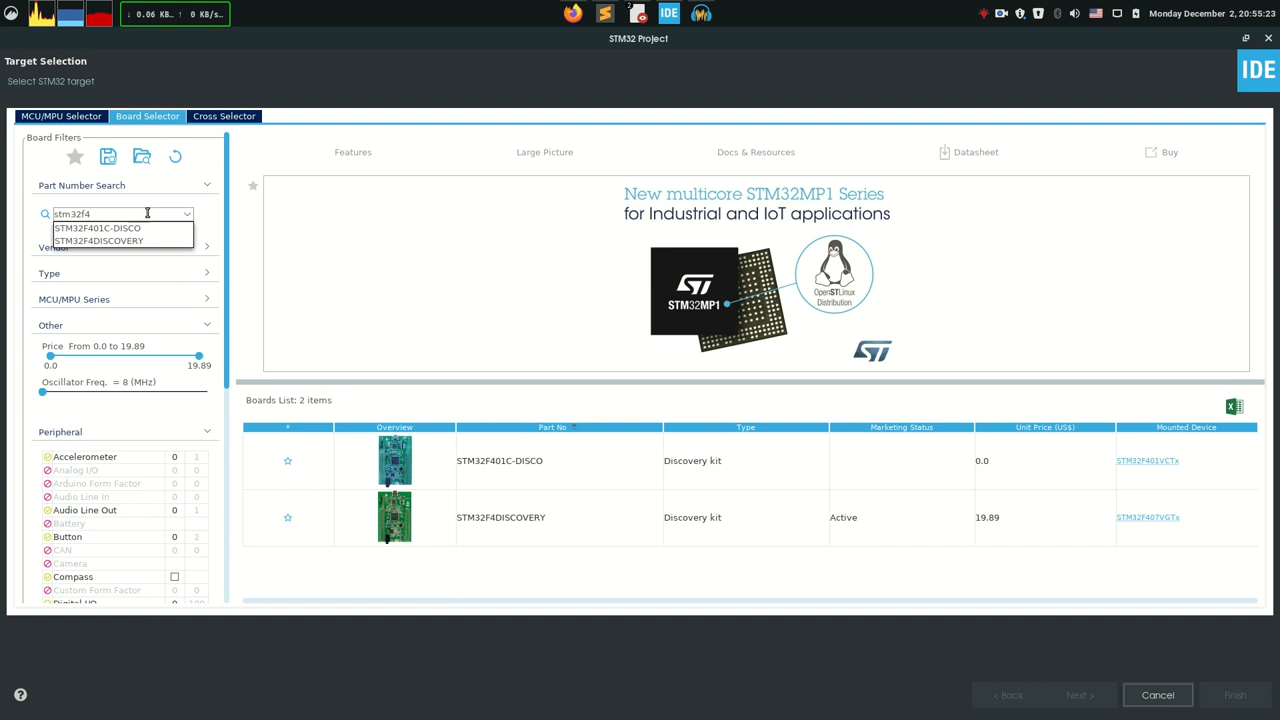 ↓ 0.06 KB.. ↑ 0 KB/s..
2
IDE
Monday December 2, 20:55:23
STM32 Project
Target Selection
Select STM32 target
IDE
MCU/MPU Selector
Board Selector
Cross Selector
Board Filters
Part Number Search
stm32f4
STM32F401C-DISCO
STM32F4DISCOVERY
Type
MCU/MPU Series
Other
Price From 0.0 to 19.89
0.0 19.89
Oscillator Freq. = 8 (MHz)
Peripheral
Accelerometer 0 1
Analog I/O 0 0
Arduino Form Factor 0 0
Audio Line In 0 0
Audio Line Out 0 1
Battery
Button 0 2
CAN 0 0
Camera
Compass
Custom Form Factor 0 0
Features
Large Picture
Docs & Resources
Datasheet
Buy
New multicore STM32MP1 Series
for Industrial and IoT applications
STM32MP1
OpenSTLinux
Distribution
ST
Boards List: 2 items
* Overview Part No Type Marketing Status Unit Price (US$) Mounted Device
STM32F401C-DISCO Discovery kit 0.0 STM32F401VCTx
STM32F4DISCOVERY Discovery kit Active 19.89 STM32F407VGTx
? < Back Next > Cancel Finish